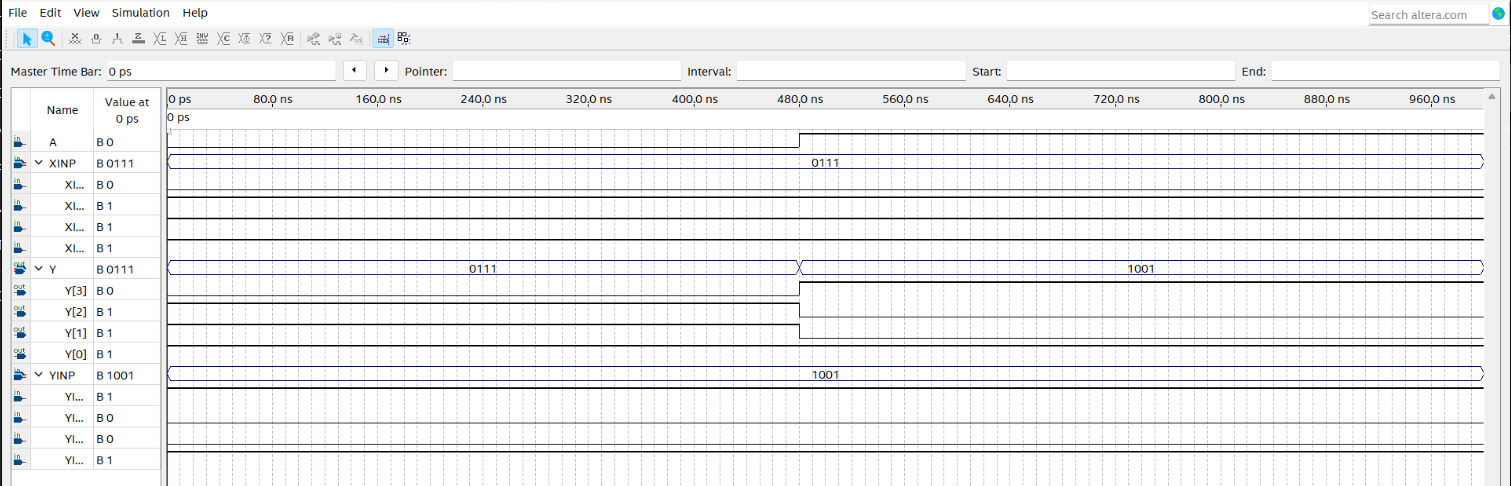 File Edit View Simulation Help Search altera.com
Master Time Bar: 0 ps Pointer: Interval: Start: End:
Name Value at 0 ps
0 ps 80.0 ns 160.0 ns 240.0 ns 320.0 ns 400.0 ns 480.0 ns 560.0 ns 640.0 ns 720.0 ns 800.0 ns 880.0 ns 960.0 ns
0 ps
in A B 0
in XINP B 0111 0111
in XI... B 0
in XI... B 1
in XI... B 1
in XI... B 1
out Y B 0111 0111 1001
out Y[3] B 0
out Y[2] B 1
out Y[1] B 1
out Y[0] B 1
in YINP B 1001 1001
in YI... B 1
in YI... B 0
in YI... B 0
in YI... B 1